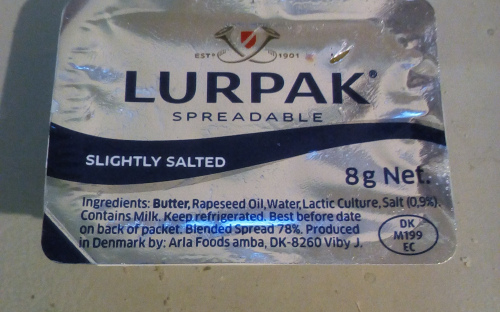 EST 1901
LURPAK®
SPREADABLE
SLIGHTLY SALTED
8g Net.
Ingredients: Butter, Rapeseed Oil, Water, Lactic Culture, Salt (0,9%).
Contains Milk. Keep refrigerated. Best before date
on back of packet. Blended Spread 78%. Produced
in Denmark by: Arla Foods amba, DK-8260 Viby J.
DK
M199
EC